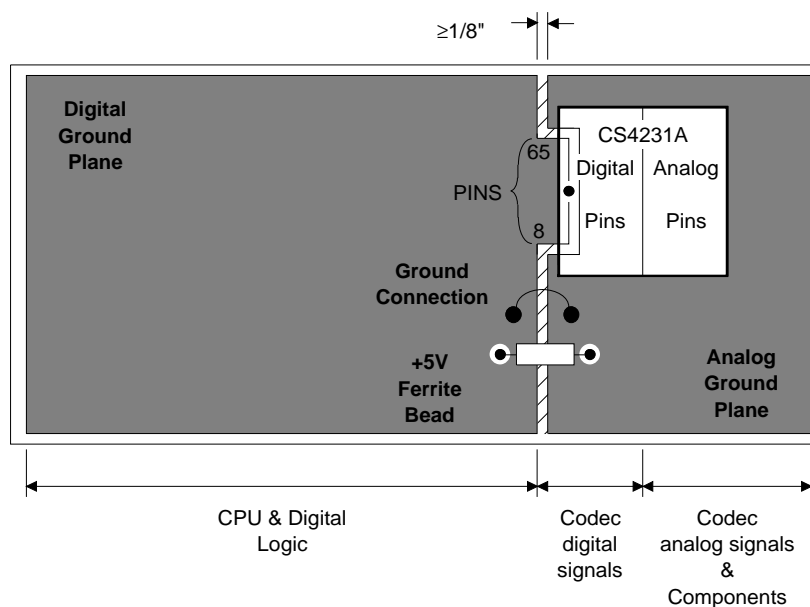 ≥1/8"
Digital
Ground
Plane
CS4231A
65
Digital
Analog
PINS
8
Pins
Pins
Ground
Connection
+5V
Ferrite
Bead
Analog
Ground
Plane
CPU & Digital
Logic
Codec
digital
signals
Codec
analog signals
&
Components